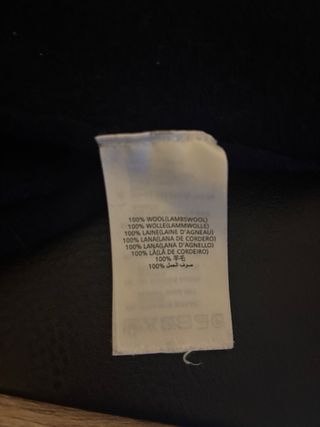 100% WOOL(LAMBSWOOL)
100% WOLLE(LAMMWOLLE)
100% LAINE(LAINE D'AGNEAU)
100% LANA(LANA DE CORDERO)
100% LANA(LANA D'AGNELLO)
100% LÃ(LÃ DE CORDEIRO)
100% 羊毛
100% صوف الحمل